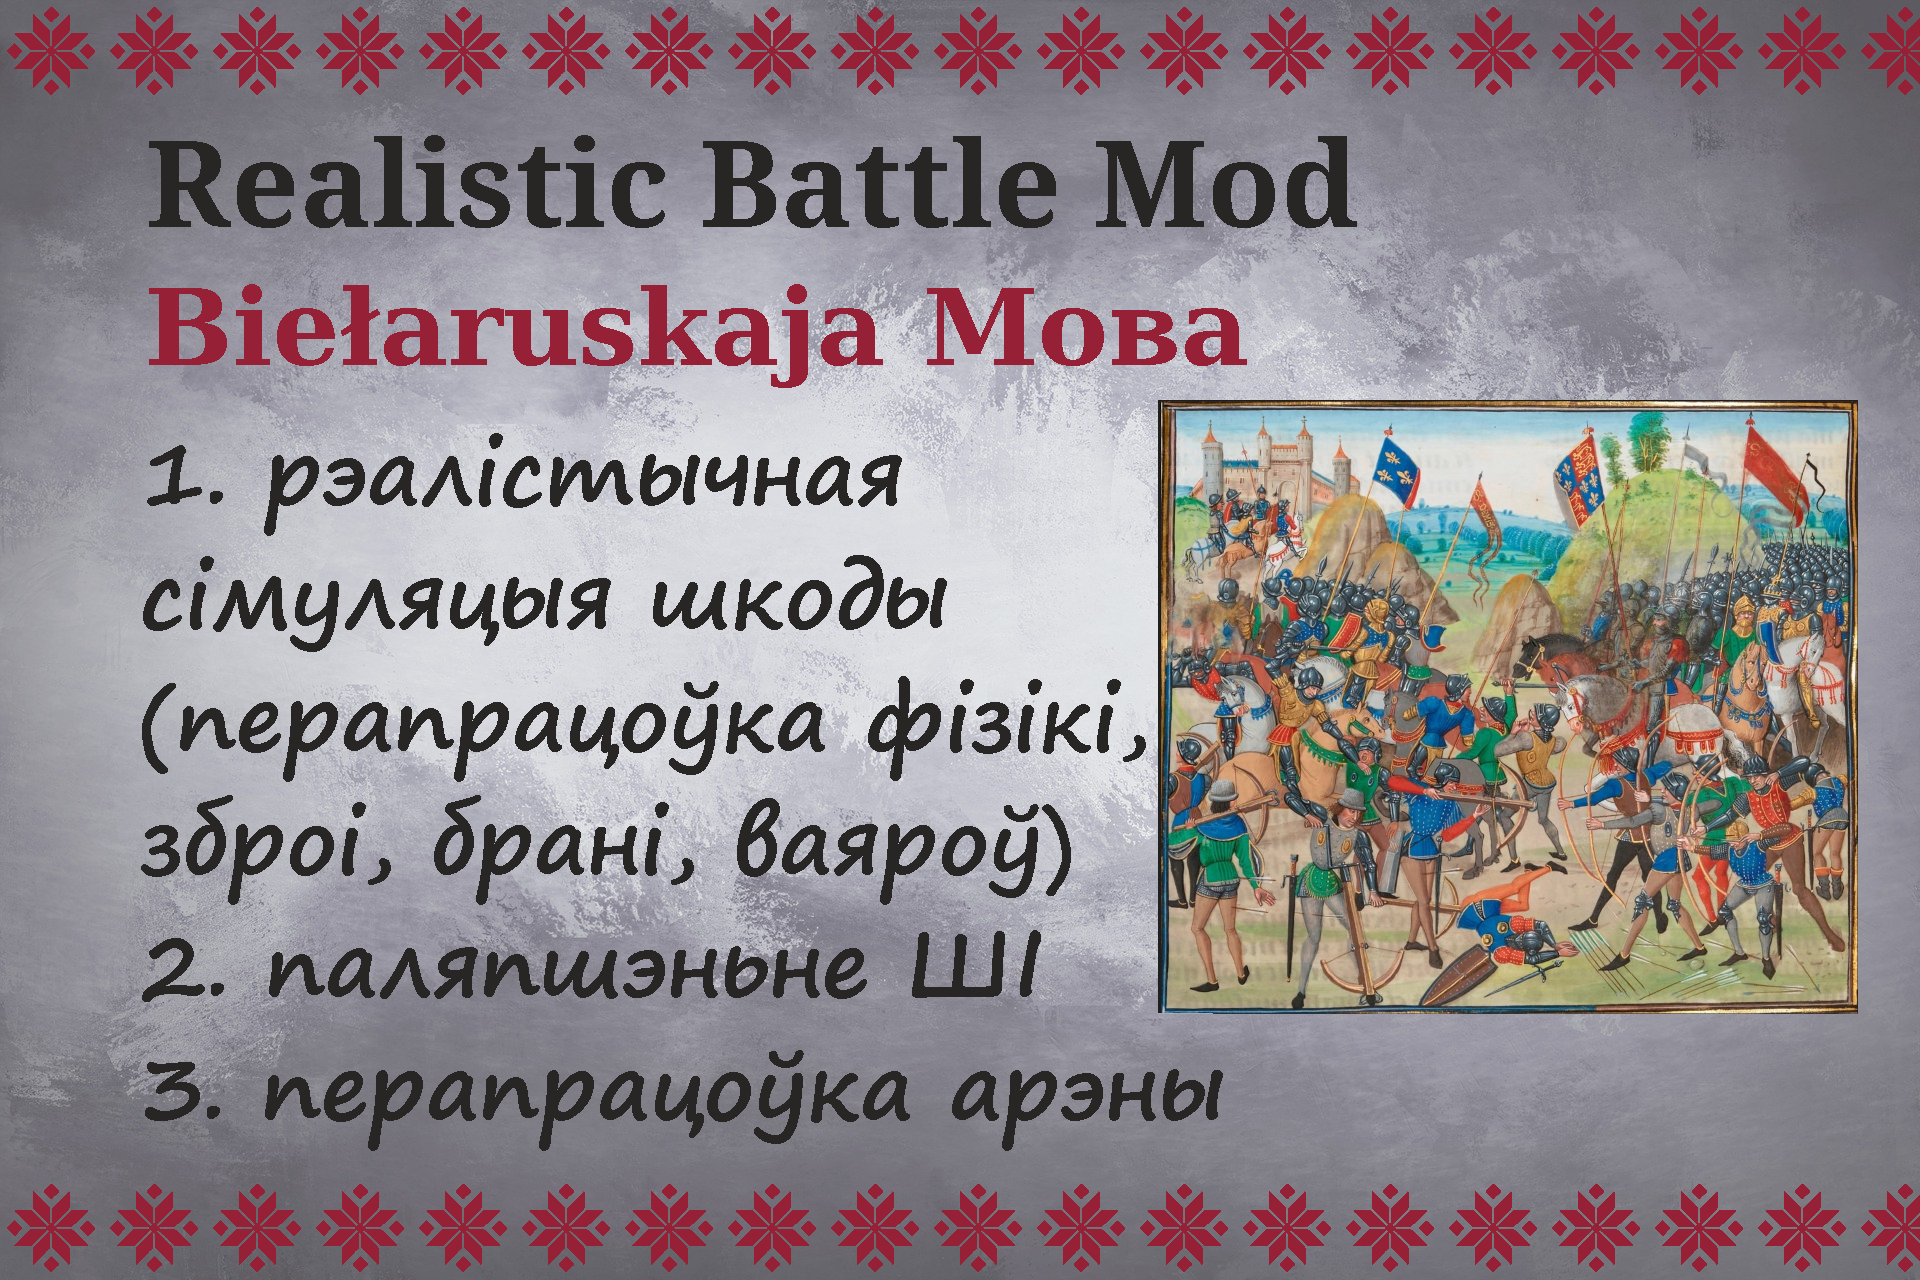 Realistic Battle Mod
Biełaruskaja Мова
1. рэалістычная
сімуляцыя шкоды
(перапрацоўка фізікі,
зброі, брані, ваяроў)
2. паляпшэньне ШІ
3. перапрацоўка арэны